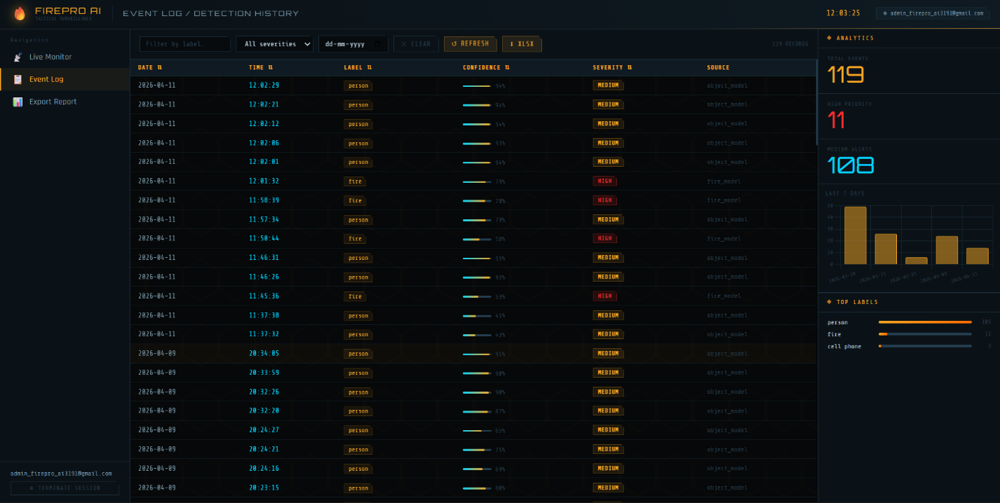 FIREPRO AI
TACTICAL SURVEILLANCE
EVENT LOG / DETECTION HISTORY
12:03:25
admin_firepro_ai3191@gmail.com
Navigation
Live Monitor
Event Log
Export Report
admin_firepro_ai3191@gmail.com
TERMINATE SESSION
Filter by label…
All severities
dd-mm-yyyy
✕ CLEAR
↺ REFRESH
⬇ XLSX
119 RECORDS
DATE ⇅ TIME ⇅ LABEL ⇅ CONFIDENCE ⇅ SEVERITY ⇅ SOURCE
2026-04-11 12:02:29 person 94% MEDIUM object_model
2026-04-11 12:02:21 person 94% MEDIUM object_model
2026-04-11 12:02:12 person 94% MEDIUM object_model
2026-04-11 12:02:06 person 93% MEDIUM object_model
2026-04-11 12:02:01 person 94% MEDIUM object_model
2026-04-11 12:01:32 fire 79% HIGH fire_model
2026-04-11 11:58:39 fire 78% HIGH fire_model
2026-04-11 11:57:34 person 79% MEDIUM object_model
2026-04-11 11:50:44 fire 58% HIGH fire_model
2026-04-11 11:46:31 person 93% MEDIUM object_model
2026-04-11 11:46:26 person 93% MEDIUM object_model
2026-04-11 11:45:36 fire 53% HIGH fire_model
2026-04-11 11:37:38 person 45% MEDIUM object_model
2026-04-11 11:37:32 person 43% MEDIUM object_model
2026-04-09 20:34:05 person 91% MEDIUM object_model
2026-04-09 20:33:59 person 90% MEDIUM object_model
2026-04-09 20:32:26 person 90% MEDIUM object_model
2026-04-09 20:32:20 person 87% MEDIUM object_model
2026-04-09 20:24:27 person 65% MEDIUM object_model
2026-04-09 20:24:21 person 75% MEDIUM object_model
2026-04-09 20:24:16 person 69% MEDIUM object_model
2026-04-09 20:23:15 person 80% MEDIUM object_model
ANALYTICS
TOTAL EVENTS
119
HIGH PRIORITY
11
MEDIUM ALERTS
108
LAST 7 DAYS
50
40
30
20
10
0
2026-04-09 2026-04-11
TOP LABELS
person 105
fire 11
cell phone 3